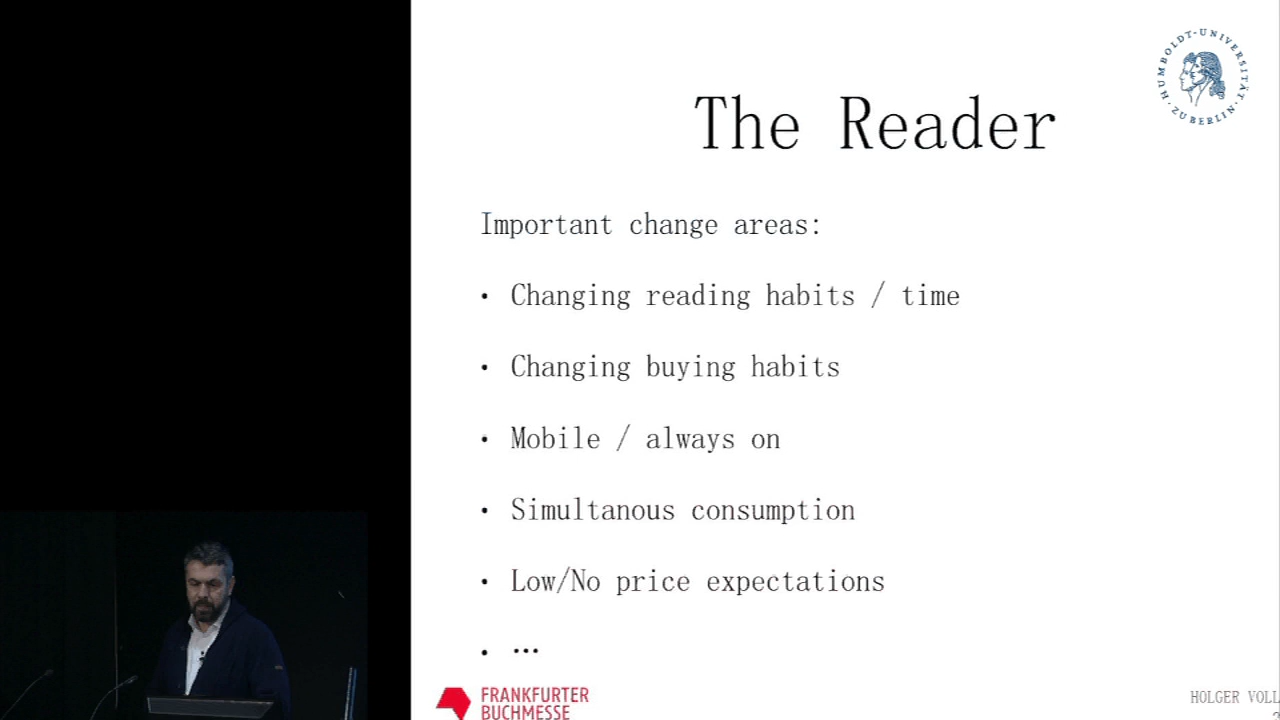 HUMBOLDT-UNIVERSITÄT ZU BERLIN
The Reader
Important change areas:
• Changing reading habits / time
• Changing buying habits
• Mobile / always on
• Simultanous consumption
• Low/No price expectations
• …
FRANKFURTER
BUCHMESSE
HOLGER VOLL